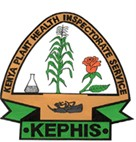 KENYA PLANT HEALTH INSPECTORATE SERVICE
• KEPHIS •